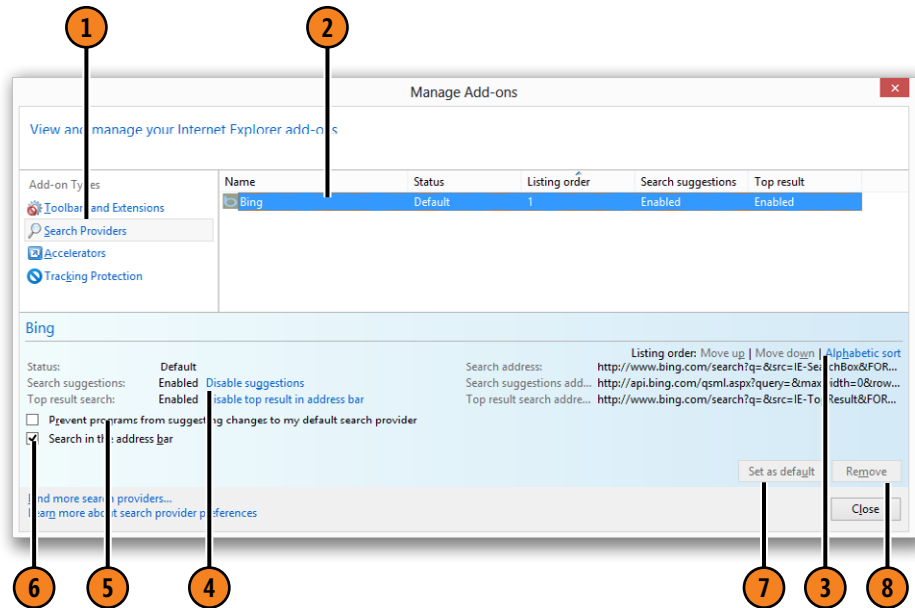 1 2
Manage Add-ons
View and manage your Internet Explorer add-ons
Add-on Types
Toolbars and Extensions
Search Providers
Accelerators
Tracking Protection
Name Status Listing order Search suggestions Top result
Bing Default 1 Enabled Enabled
Bing
Listing order: Move up | Move down | Alphabetic sort
Status: Default Search address: http://www.bing.com/search?q=&src=IE-SearchBox&FOR...
Search suggestions: Enabled Disable suggestions Search suggestions add... http://api.bing.com/qsml.aspx?query=&maxwidth=0&row...
Top result search: Enabled Disable top result in address bar Top result search addre... http://www.bing.com/search?q=&src=IE-TopResult&FOR...
Prevent programs from suggesting changes to my default search provider
Search in the address bar
Set as default Remove
Find more search providers...
Learn more about search provider preferences
Close
6 5 4 7 3 8